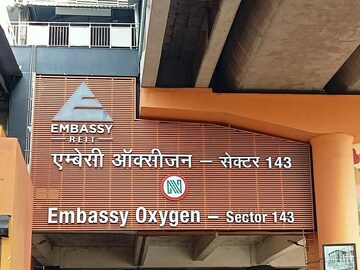 EMBASSY
REIT
एम्बेसी ऑक्सीजन – सेक्टर 143
Embassy Oxygen – Sector 143